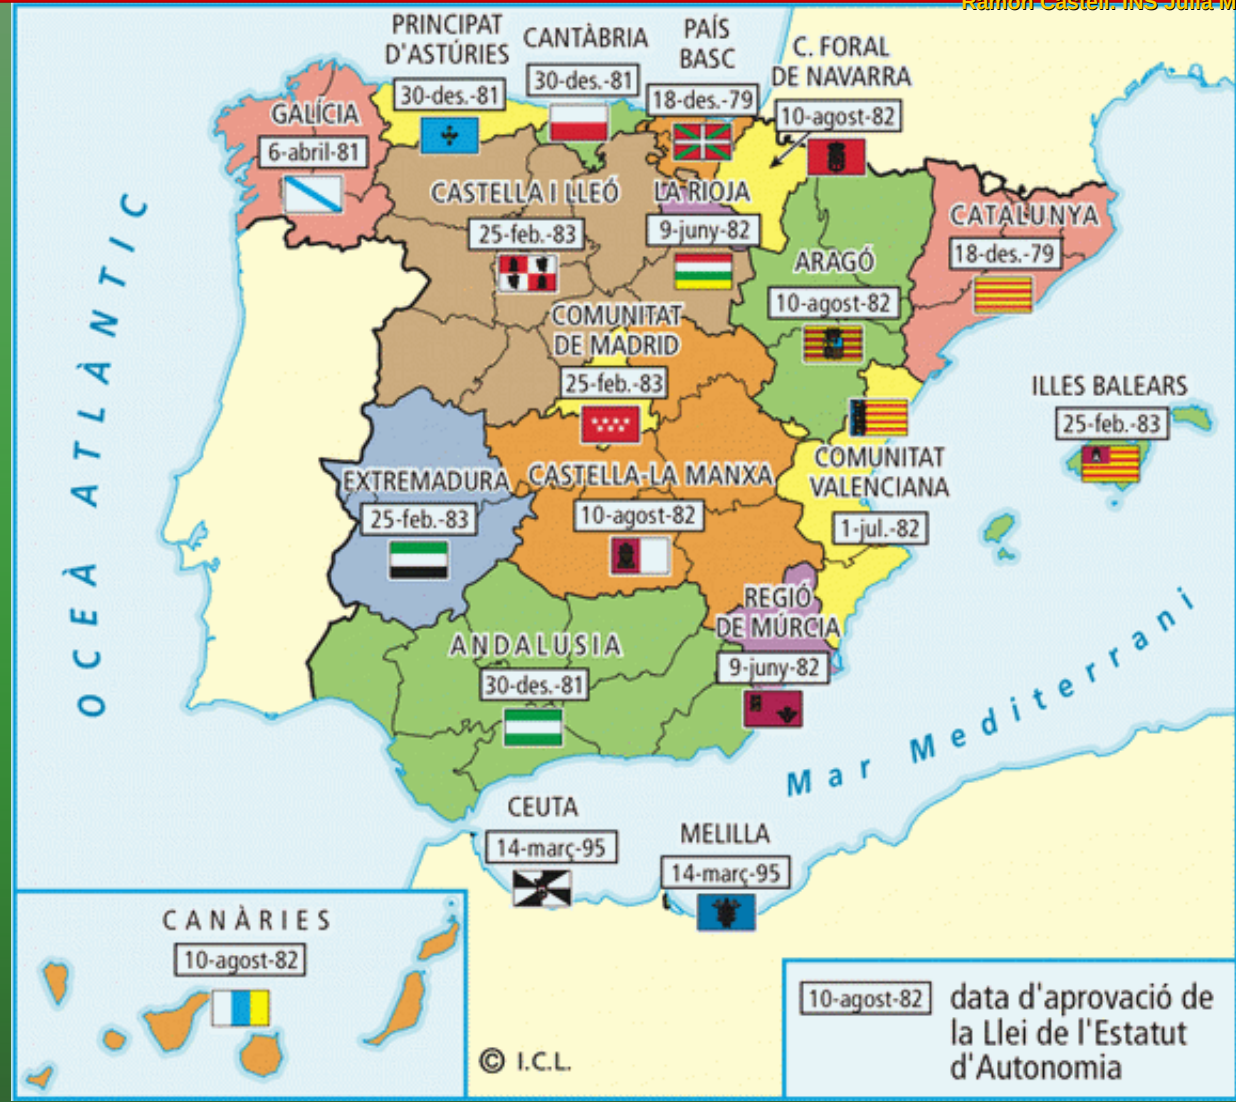 Ramon Castell. INS Julià M
PRINCIPAT
D'ASTÚRIES
30-des.-81
CANTÀBRIA
30-des.-81
PAÍS
BASC
18-des.-79
C. FORAL
DE NAVARRA
10-agost-82
GALÍCIA
6-abril-81
CASTELLA I LLEÓ
25-feb.-83
LA RIOJA
9-juny-82
ARAGÓ
10-agost-82
CATALUNYA
18-des.-79
COMUNITAT
DE MADRID
25-feb.-83
ILLES BALEARS
25-feb.-83
EXTREMADURA
25-feb.-83
CASTELLA-LA MANXA
10-agost-82
COMUNITAT
VALENCIANA
1-jul.-82
REGIÓ
DE MÚRCIA
9-juny-82
ANDALUSIA
30-des.-81
OCEÀ ATLÀNTIC
Mar Mediterrani
CEUTA
14-març-95
MELILLA
14-març-95
CANÀRIES
10-agost-82
© I.C.L.
10-agost-82 data d'aprovació de
la Llei de l'Estatut
d'Autonomia